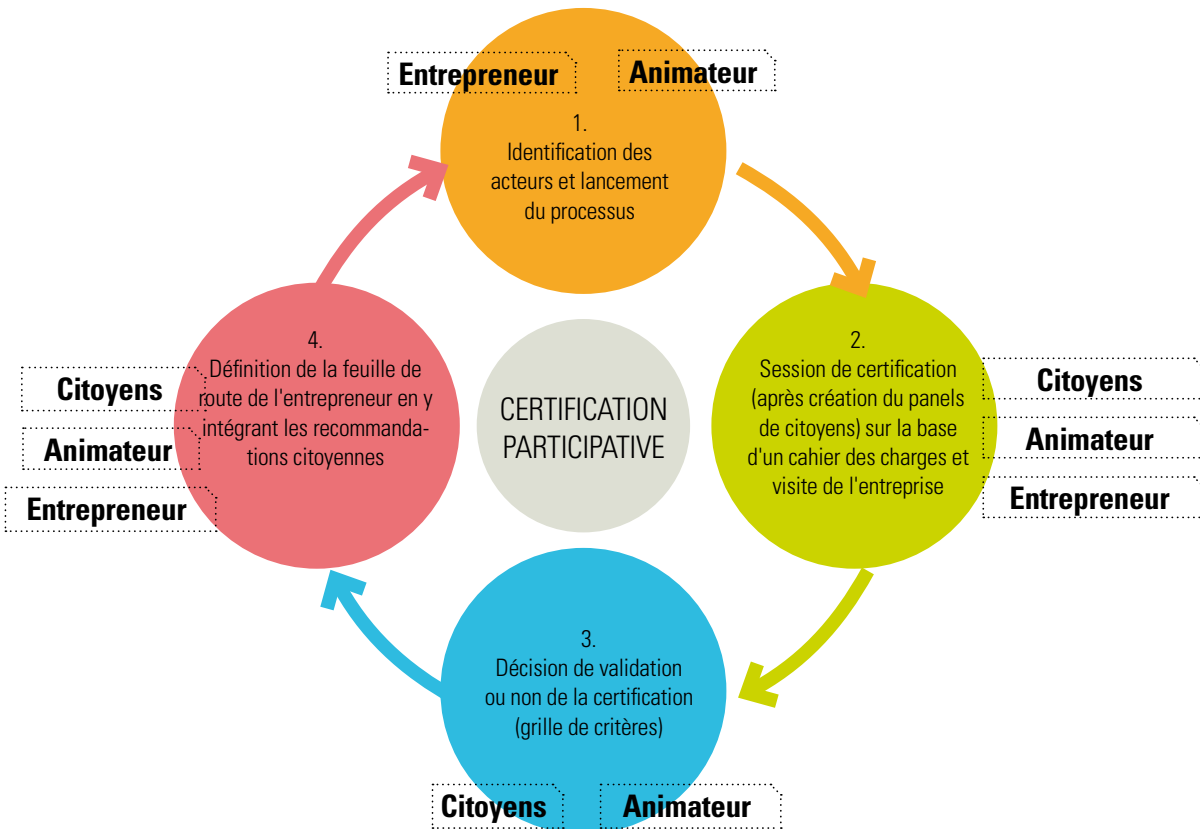 Entrepreneur
Animateur
1.
Identification des
acteurs et lancement
du processus
2.
Session de certification
(après création du panels
de citoyens) sur la base
d'un cahier des charges et
visite de l'entreprise
Citoyens
Animateur
Entrepreneur
3.
Décision de validation
ou non de la certification
(grille de critères)
Citoyens
Animateur
4.
Définition de la feuille de
route de l'entrepreneur en y
intégrant les recommanda-
tions citoyennes
Citoyens
Animateur
Entrepreneur
CERTIFICATION
PARTICIPATIVE